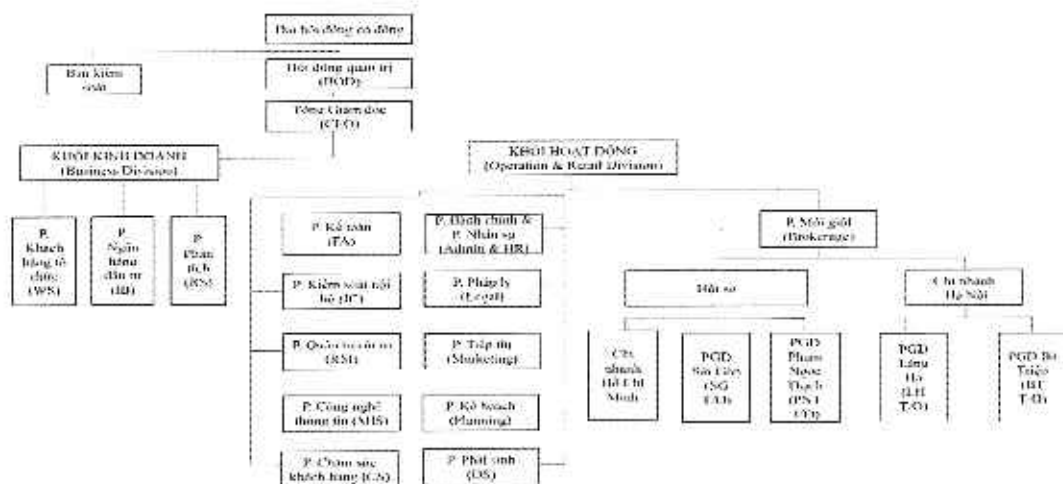 Đại hội đồng cổ đông
Ban kiểm
soát
Hội đồng quản trị
(BOD)
Tổng Giám đốc
(CEO)
KHỐI KINH DOANH
(Business Division)
KHỐI HOẠT ĐỘNG
(Operation & Retail Division)
P.
Khách
hàng tổ
chức
(WS)
P.
Ngân
hàng
đầu tư
(IB)
P.
Phân
tích
(RS)
P. Kế toán
(FA)
P. Hành chính &
P. Nhân sự
(Admin & HR)
P. Môi giới
(Brokerage)
P. Kiểm soát nội
bộ (IC)
P. Pháp lý
(Legal)
Hội sở
Chi nhánh
Hà Nội
P. Quản trị rủi ro
(RM)
P. Tiếp thị
(Marketing)
Chi
nhánh
Hồ Chí
Minh
PGD
Sài Gòn
(SG
T/O)
PGD
Phạm
Ngọc
Thạch
(PNT
T/O)
PGD
Láng
Hạ
(LH
T/O)
PGD Bà
Triệu
(BT
T/O)
P. Công nghệ
thông tin
P. Kế hoạch
(Planning)
P. Chăm sóc
khách hàng (CS)
P. Phái sinh
(DS)